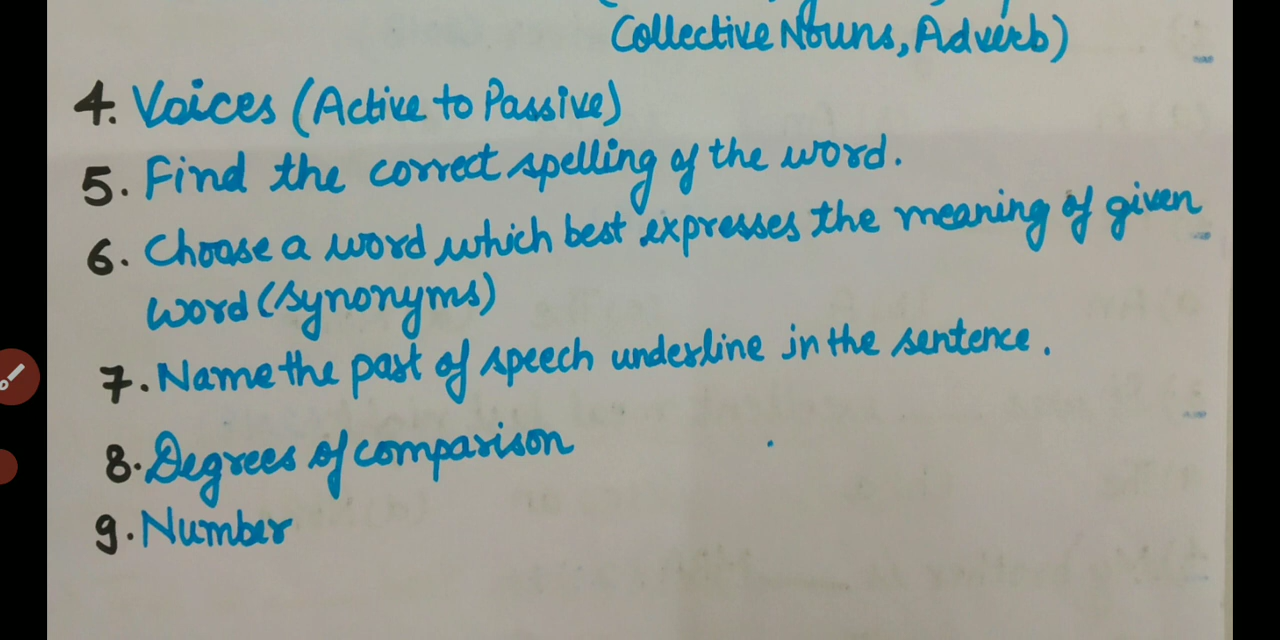 Collective Nouns, Adverb)
4. Voices (Active to Passive)
5. Find the correct spelling of the word.
6. Choose a word which best expresses the meaning of given
word (synonyms)
7. Name the part of speech underline in the sentence.
8. Degrees of comparison
9. Number